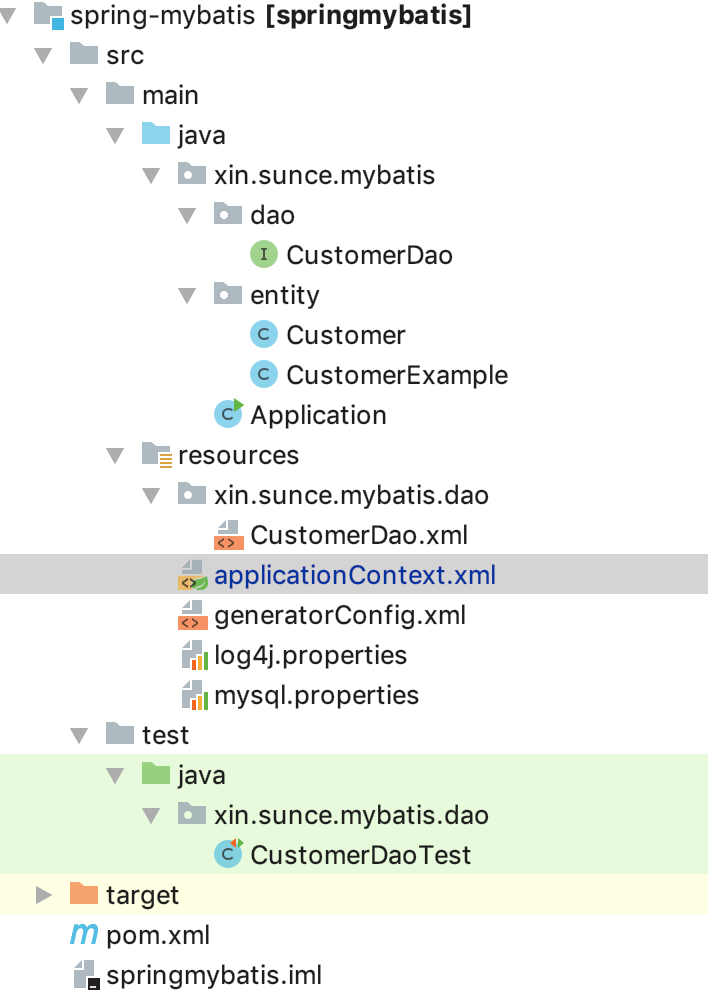 spring-mybatis [springmybatis]
src
main
java
xin.sunce.mybatis
dao
I CustomerDao
entity
C Customer
C CustomerExample
C Application
resources
xin.sunce.mybatis.dao
<> CustomerDao.xml
<> applicationContext.xml
<> generatorConfig.xml
log4j.properties
mysql.properties
test
java
xin.sunce.mybatis.dao
C CustomerDaoTest
target
m pom.xml
springmybatis.iml